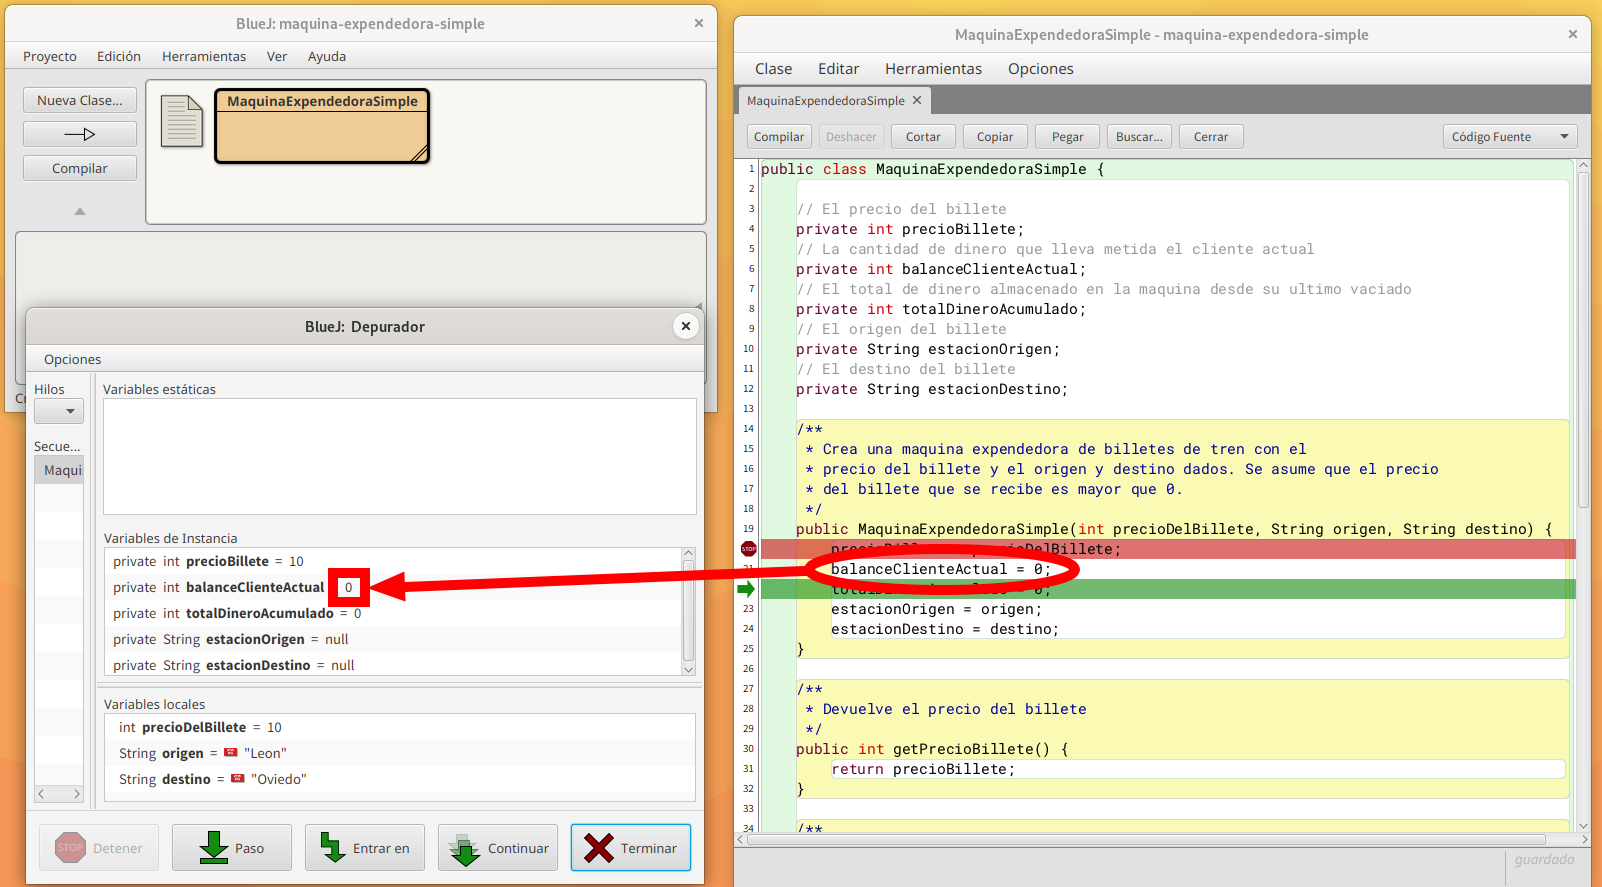 BlueJ: maquina-expendedora-simple
Proyecto Edición Herramientas Ver Ayuda
Nueva Clase...
Compilar
MaquinaExpendedoraSimple
BlueJ: Depurador
Opciones
Hilos
Secue...
Maqui
Variables estáticas
Variables de Instancia
private int precioBillete = 10
private int balanceClienteActual 0
private int totalDineroAcumulado = 0
private String estacionOrigen = null
private String estacionDestino = null
Variables locales
int precioDelBillete = 10
String origen = "Leon"
String destino = "Oviedo"
STOP Detener
Paso
Entrar en
Continuar
Terminar
MaquinaExpendedoraSimple - maquina-expendedora-simple
Clase Editar Herramientas Opciones
MaquinaExpendedoraSimple
Compilar Deshacer Cortar Copiar Pegar Buscar... Cerrar Código Fuente
1 public class MaquinaExpendedoraSimple {
2
3 // El precio del billete
4 private int precioBillete;
5 // La cantidad de dinero que lleva metida el cliente actual
6 private int balanceClienteActual;
7 // El total de dinero almacenado en la maquina desde su ultimo vaciado
8 private int totalDineroAcumulado;
9 // El origen del billete
10 private String estacionOrigen;
11 // El destino del billete
12 private String estacionDestino;
13
14 /**
15 * Crea una maquina expendedora de billetes de tren con el
16 * precio del billete y el origen y destino dados. Se asume que el precio
17 * del billete que se recibe es mayor que 0.
18 */
19 public MaquinaExpendedoraSimple(int precioDelBillete, String origen, String destino) {
STOP precioDelBillete;
21 balanceClienteActual = 0;
0;
23 estacionOrigen = origen;
24 estacionDestino = destino;
25 }
26
27 /**
28 * Devuelve el precio del billete
29 */
30 public int getPrecioBillete() {
31 return precioBillete;
32 }
33
34 /**
guardado